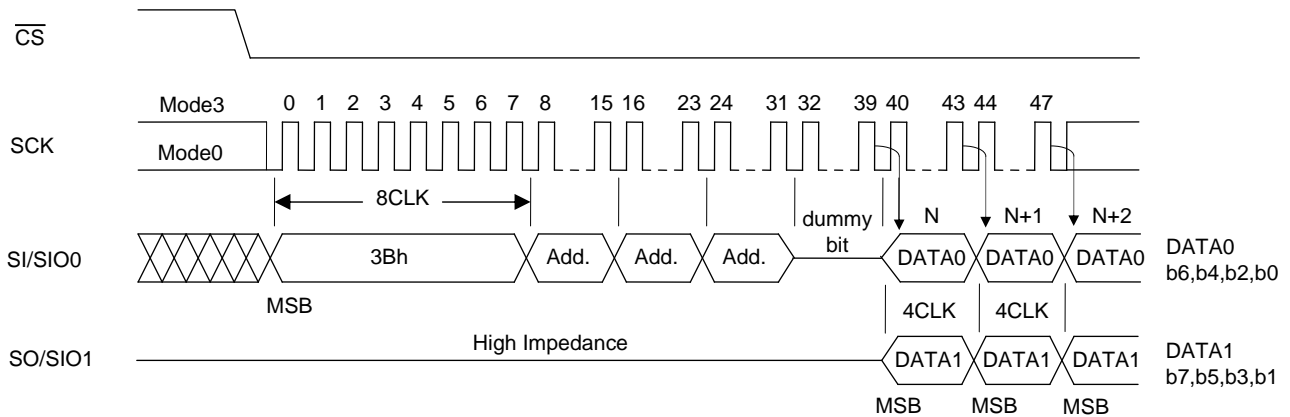 CS
Mode3 0 1 2 3 4 5 6 7 8 15 16 23 24 31 32 39 40 43 44 47
SCK
Mode0
8CLK
dummy
bit
N N+1 N+2
SI/SIO0 3Bh Add. Add. Add. DATA0 DATA0 DATA0
DATA0
b6,b4,b2,b0
MSB
4CLK 4CLK
High Impedance
SO/SIO1 DATA1 DATA1 DATA1
DATA1
b7,b5,b3,b1
MSB MSB MSB